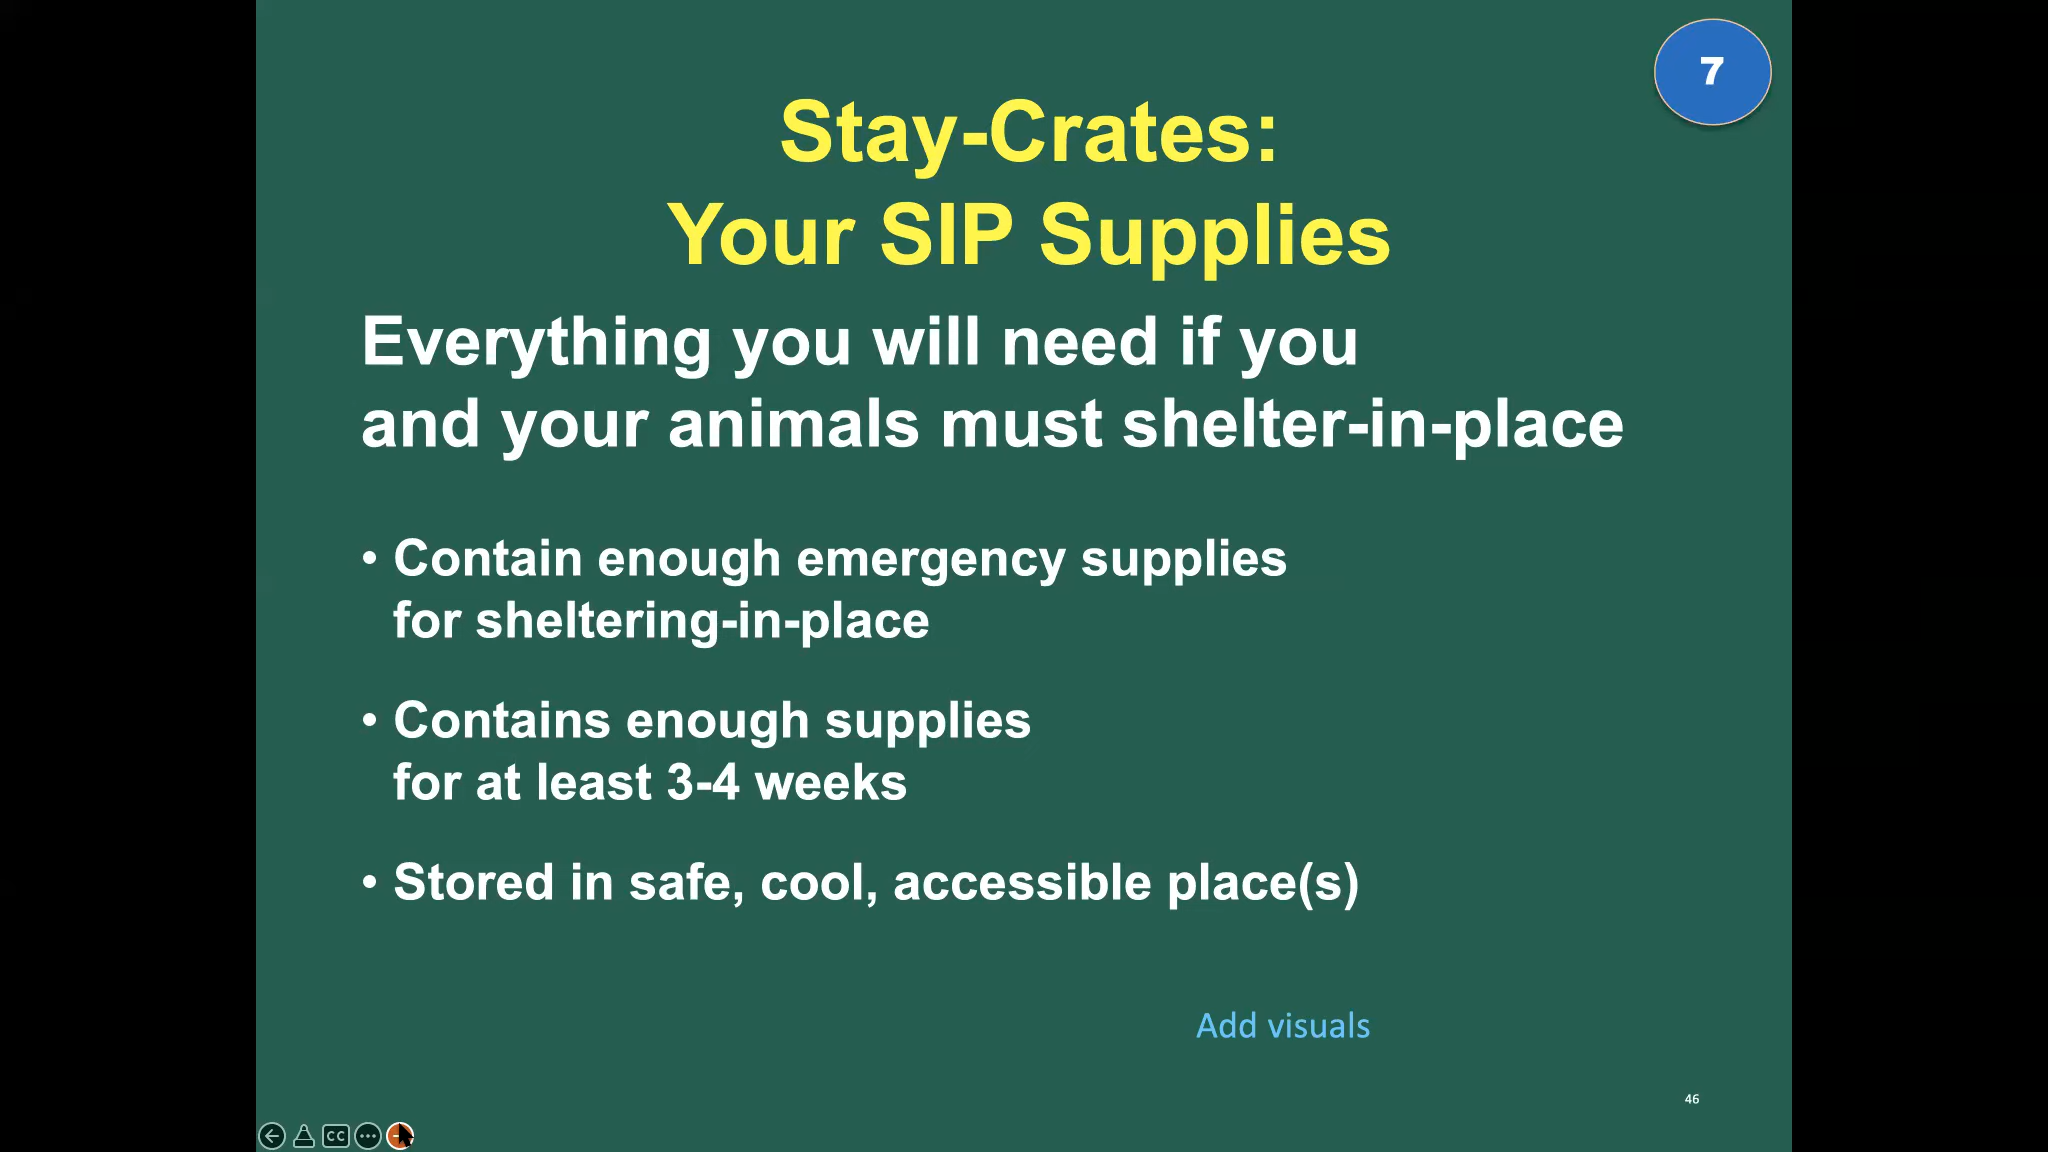 7
Stay-Crates:
Your SIP Supplies
Everything you will need if you
and your animals must shelter-in-place
• Contain enough emergency supplies
for sheltering-in-place
• Contains enough supplies
for at least 3-4 weeks
• Stored in safe, cool, accessible place(s)
Add visuals
46
CC